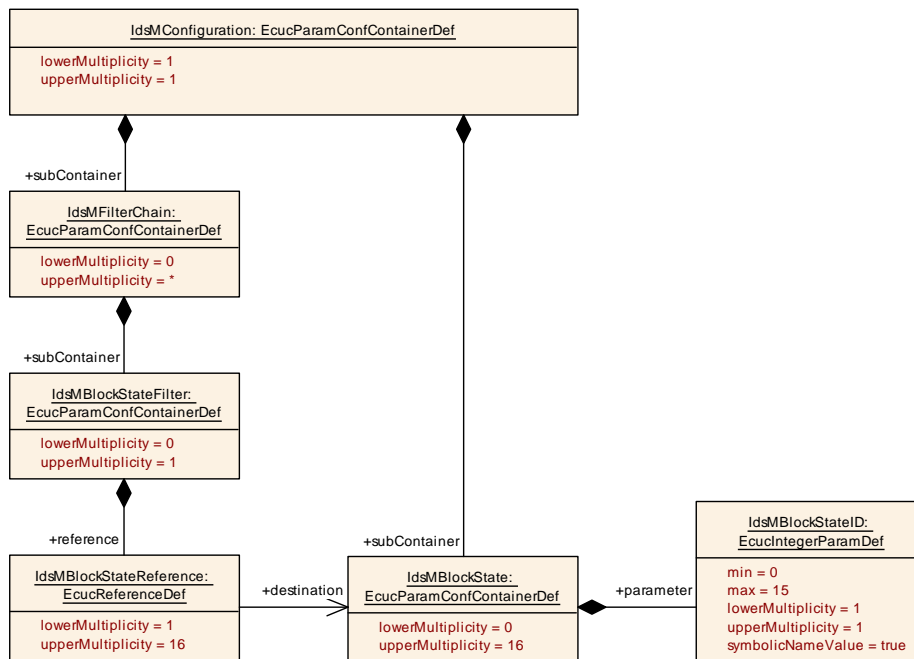 IdsMConfiguration: EcucParamConfContainerDef
lowerMultiplicity = 1
upperMultiplicity = 1
+subContainer
IdsMFilterChain:
EcucParamConfContainerDef
lowerMultiplicity = 0
upperMultiplicity = *
+subContainer
IdsMBlockStateFilter:
EcucParamConfContainerDef
lowerMultiplicity = 0
upperMultiplicity = 1
+reference
IdsMBlockStateReference:
EcucReferenceDef
lowerMultiplicity = 1
upperMultiplicity = 16
+destination
+subContainer
IdsMBlockState:
EcucParamConfContainerDef
lowerMultiplicity = 0
upperMultiplicity = 16
+parameter
IdsMBlockStateID:
EcucIntegerParamDef
min = 0
max = 15
lowerMultiplicity = 1
upperMultiplicity = 1
symbolicNameValue = true